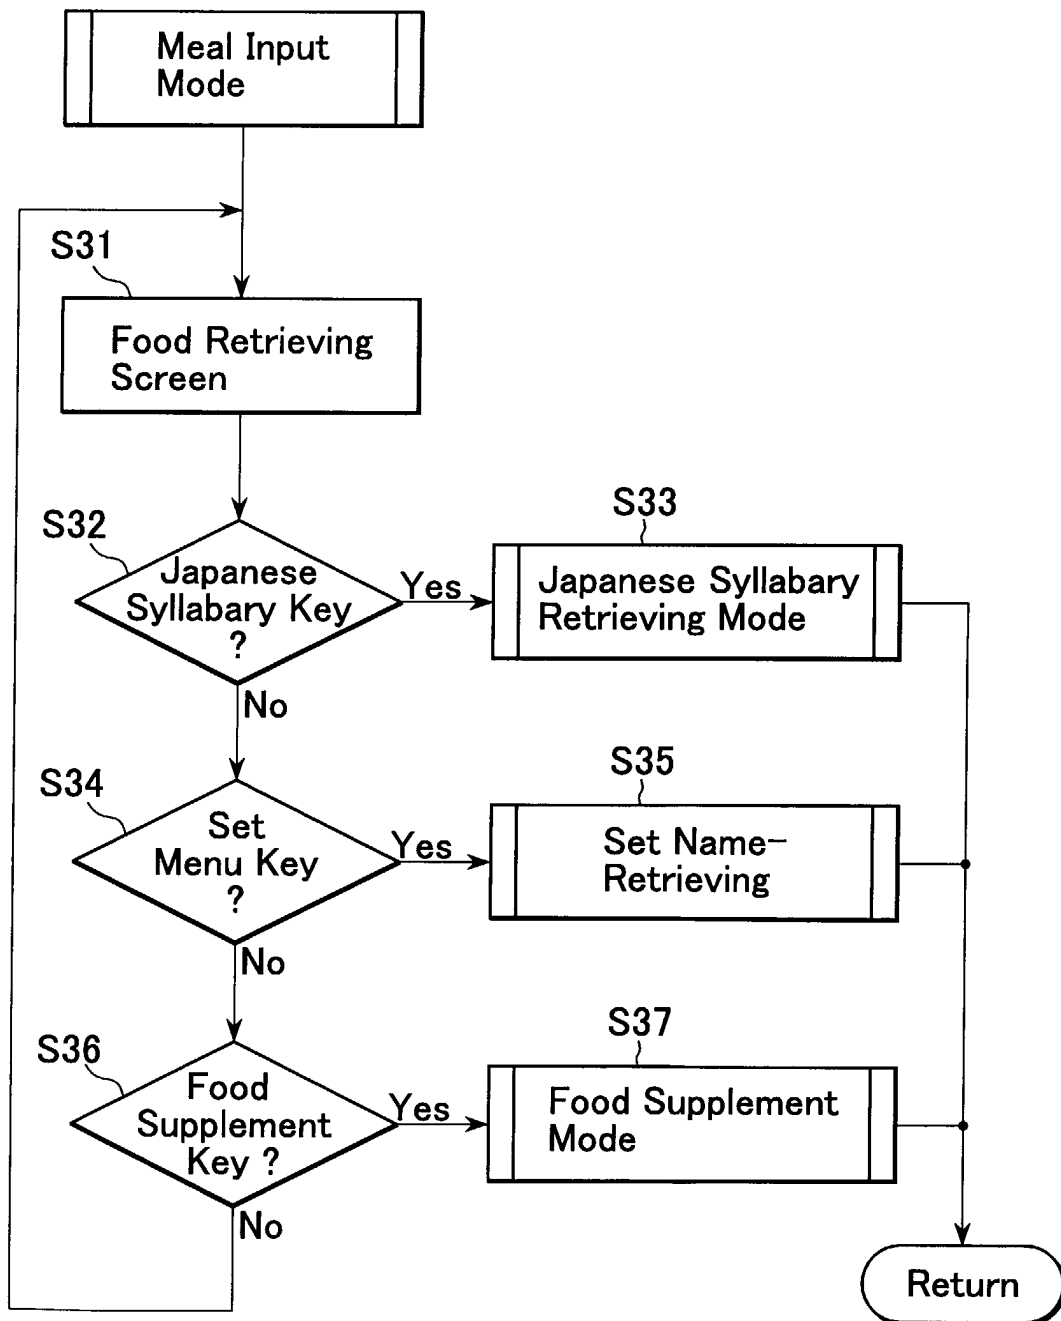 Meal Input
Mode
S31
Food Retrieving
Screen
S32
Japanese
Syllabary Key
?
Yes
No
S33
Japanese Syllabary
Retrieving Mode
S34
Set
Menu Key
?
Yes
No
S35
Set Name-
Retrieving
S36
Food
Supplement
Key ?
Yes
No
S37
Food Supplement
Mode
Return